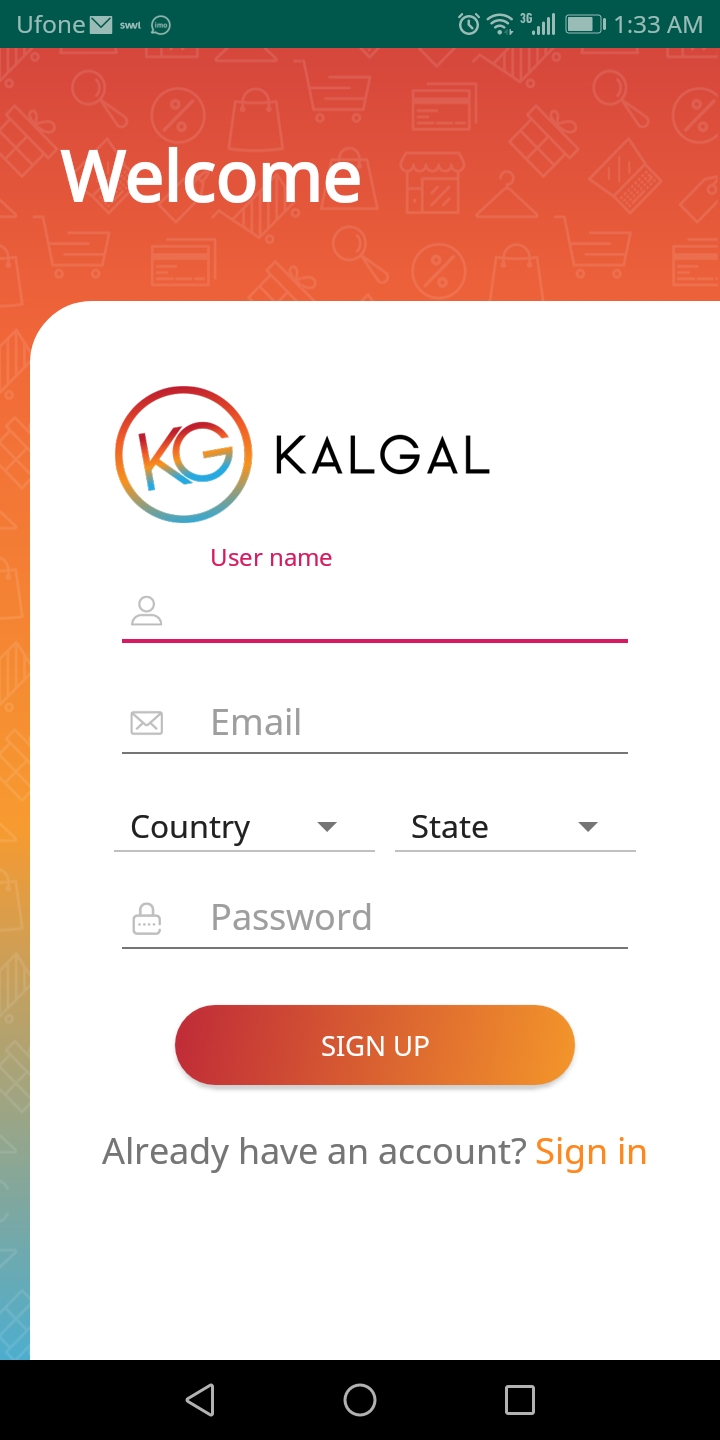 Ufone swvl imo 3G 1:33 AM
Welcome
KG KALGAL
User name
Email
Country State
Password
SIGN UP
Already have an account? Sign in